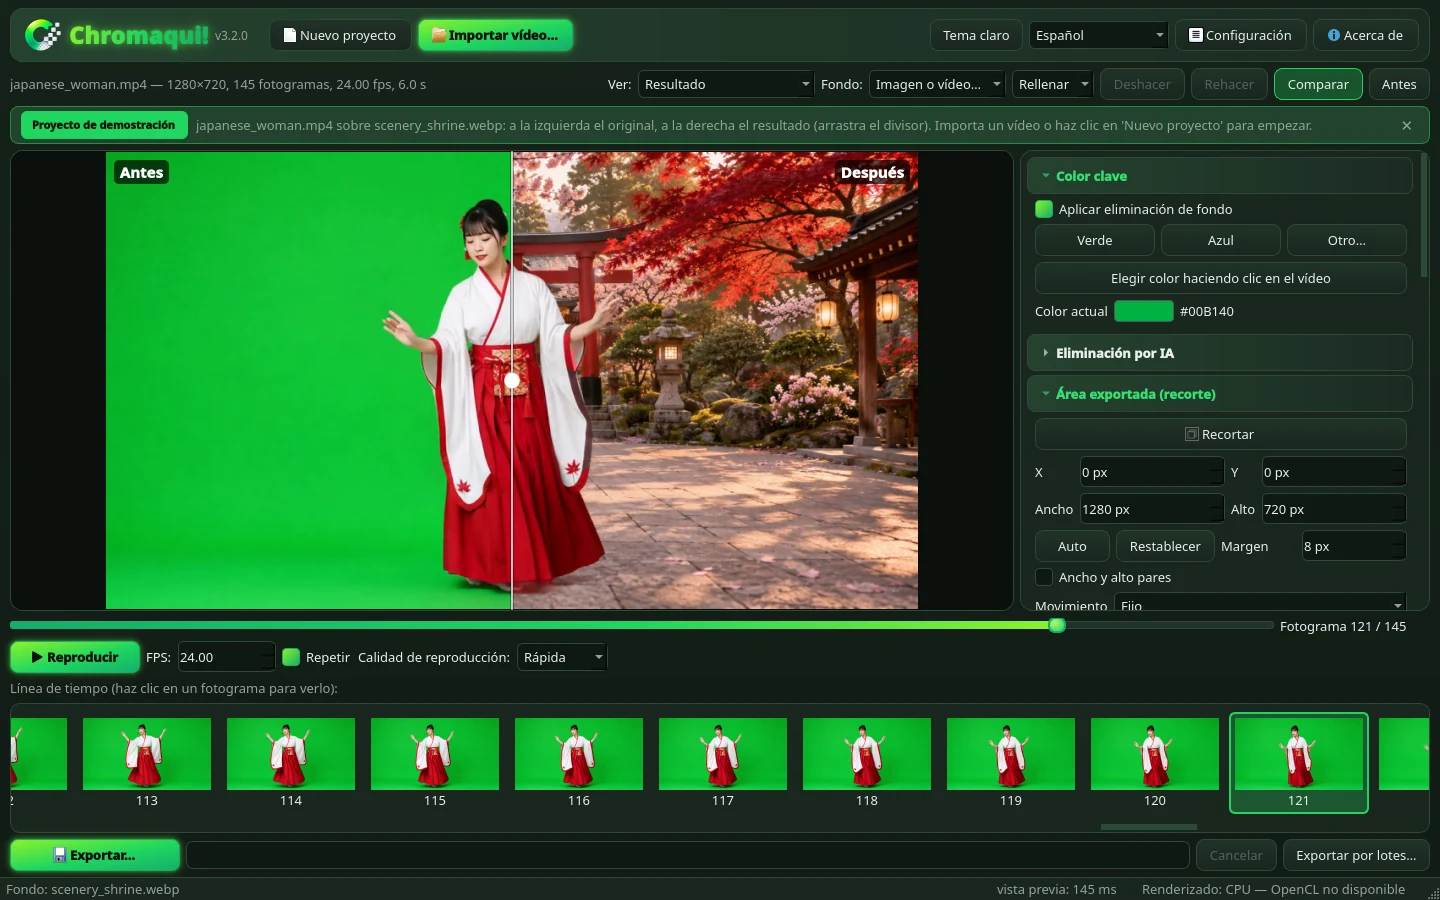 Chromaqui! v3.2.0 Nuevo proyecto Importar vídeo... Tema claro Español Configuración Acerca de
japanese_woman.mp4 — 1280×720, 145 fotogramas, 24.00 fps, 6.0 s Ver: Resultado Fondo: Imagen o vídeo... Rellenar Deshacer Rehacer Comparar Antes
Proyecto de demostración japanese_woman.mp4 sobre scenery_shrine.webp: a la izquierda el original, a la derecha el resultado (arrastra el divisor). Importa un vídeo o haz clic en 'Nuevo proyecto' para empezar.
Antes Después
Color clave
Aplicar eliminación de fondo
Verde Azul Otro...
Elegir color haciendo clic en el vídeo
Color actual #00B140
Eliminación por IA
Área exportada (recorte)
Recortar
X 0 px Y 0 px
Ancho 1280 px Alto 720 px
Auto Restablecer Margen 8 px
Ancho y alto pares
Movimiento Fijo
Fotograma 121 / 145
Reproducir FPS: 24.00 Repetir Calidad de reproducción: Rápida
Línea de tiempo (haz clic en un fotograma para verlo):
113 114 115 116 117 118 119 120 121
Exportar... Cancelar Exportar por lotes...
Fondo: scenery_shrine.webp vista previa: 145 ms Renderizado: CPU — OpenCL no disponible